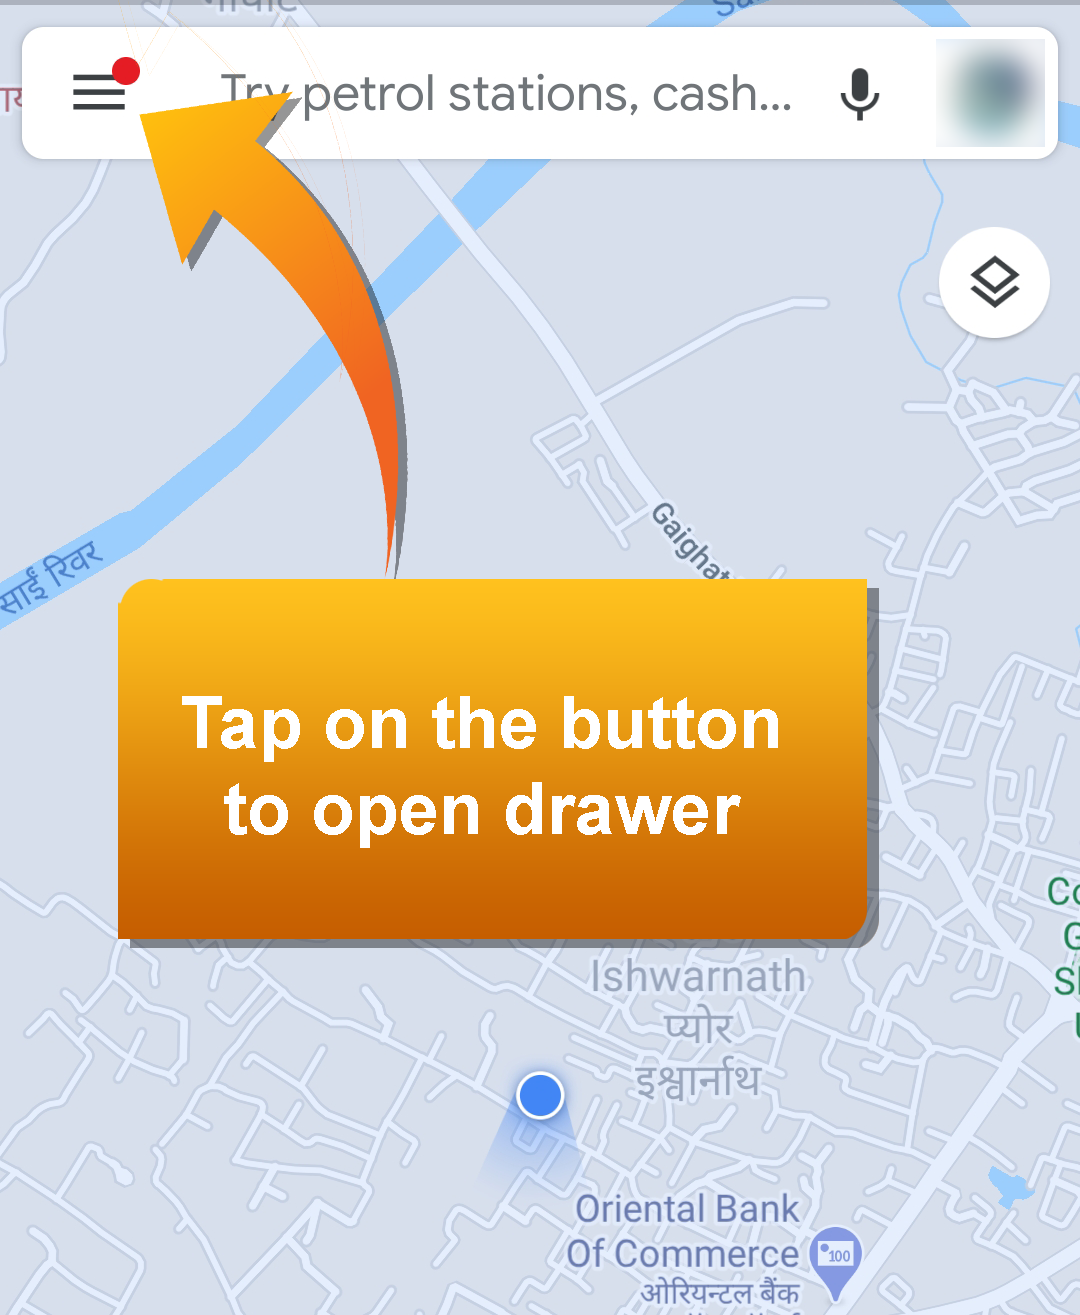 Try petrol stations, cash...
साई रिवर
Gaighat
Tap on the button
to open drawer
Ishwarnath
प्योर
इश्वार्नाथ
Oriental Bank
Of Commerce
100
ओरियन्टल बैंक